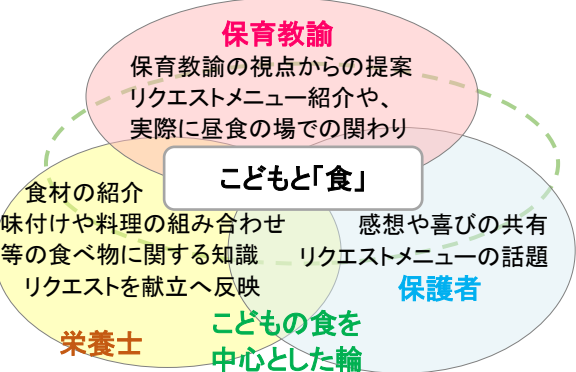 保育教諭
保育教諭の視点からの提案
リクエストメニュー紹介や、
実際に昼食の場での関わり
こどもと「食」
食材の紹介
味付けや料理の組み合わせ
等の食べ物に関する知識
リクエストを献立へ反映
栄養士
感想や喜びの共有
リクエストメニューの話題
保護者
こどもの食を
中心とした輪